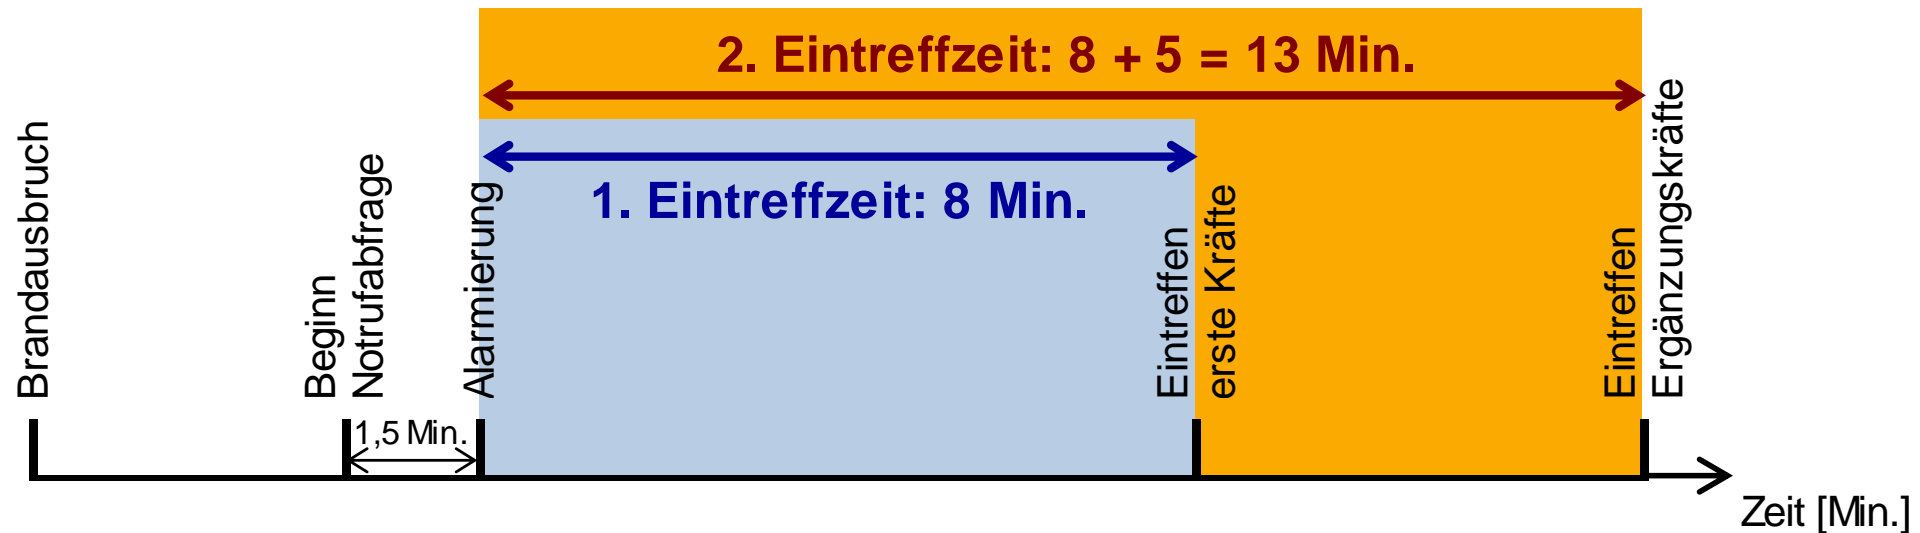 2. Eintreffzeit: 8 + 5 = 13 Min.
1. Eintreffzeit: 8 Min.
Brandausbruch
Beginn
Notrufabfrage
Alarmierung
Eintreffen
erste Kräfte
Eintreffen
Ergänzungskräfte
1,5 Min.
Zeit [Min.]